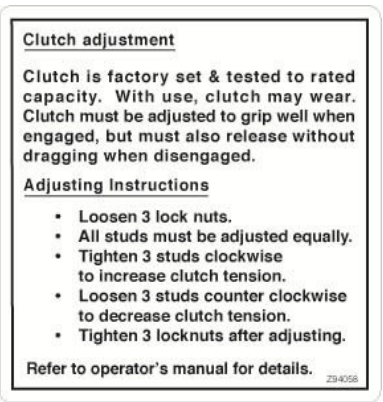 Clutch adjustment
Clutch is factory set & tested to rated
capacity. With use, clutch may wear.
Clutch must be adjusted to grip well when
engaged, but must also release without
dragging when disengaged.
Adjusting Instructions
• Loosen 3 lock nuts.
• All studs must be adjusted equally.
• Tighten 3 studs clockwise
to increase clutch tension.
• Loosen 3 studs counter clockwise
to decrease clutch tension.
• Tighten 3 locknuts after adjusting.
Refer to operator's manual for details.
Z94058